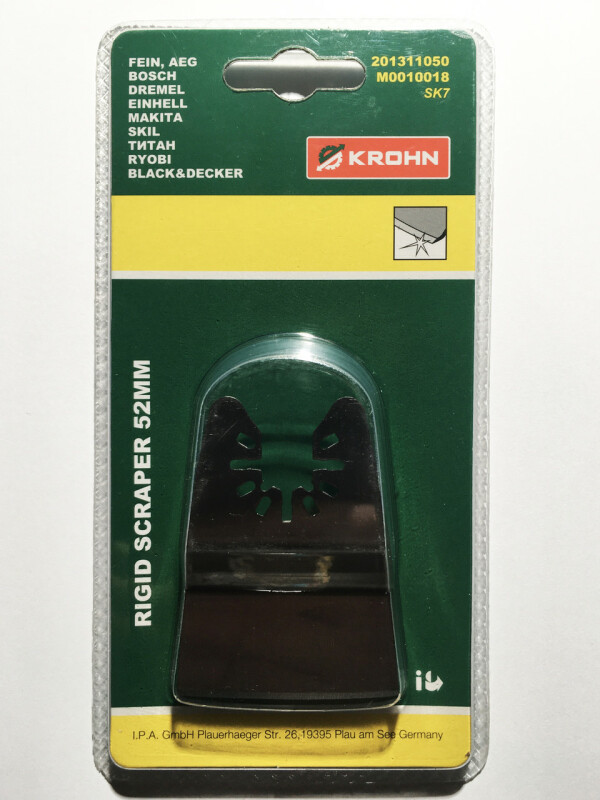 FEIN, AEG
BOSCH
DREMEL
EINHELL
MAKITA
SKIL
ТИТАН
RYOBI
BLACK&DECKER
201311050
M0010018
SK7
KROHN
RIGID SCRAPER 52MM
I.P.A. GmbH Plauerhaeger Str. 26,19395 Plau am See Germany